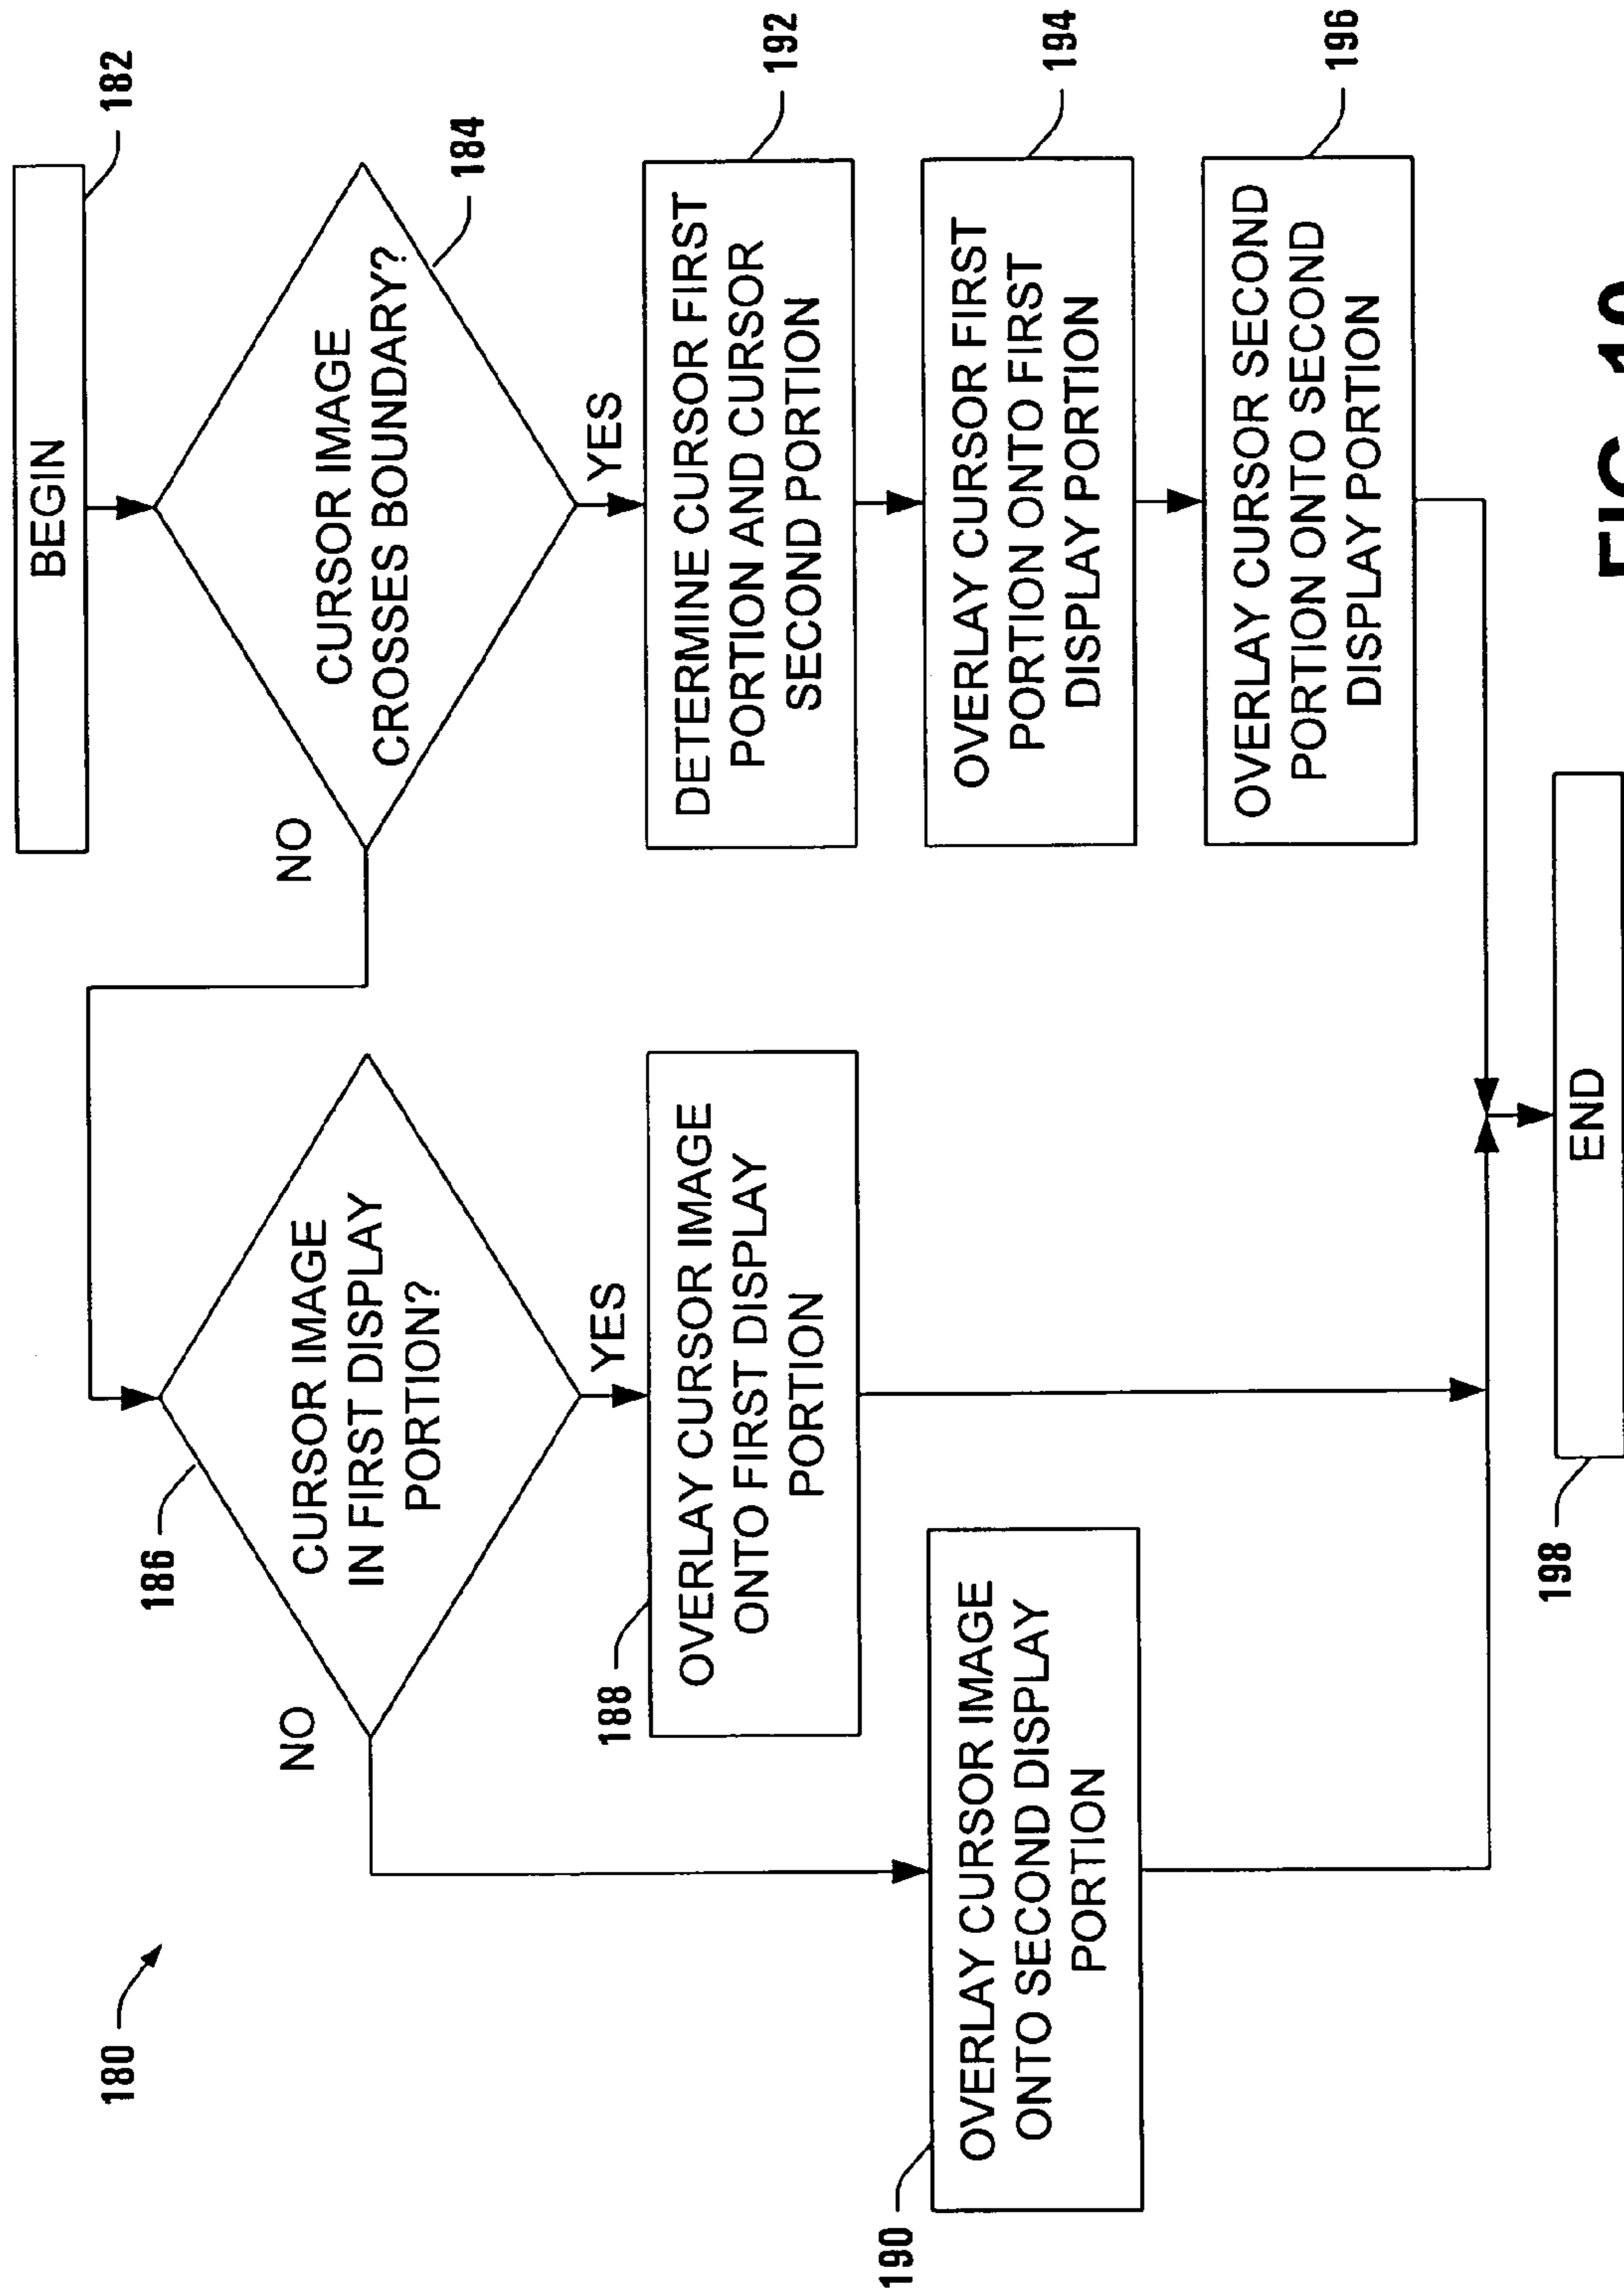 180
BEGIN
182
CURSOR IMAGE
CROSSES BOUNDARY?
184
NO
YES
186
CURSOR IMAGE
IN FIRST DISPLAY
PORTION?
NO
YES
188
OVERLAY CURSOR IMAGE
ONTO FIRST DISPLAY
PORTION
DETERMINE CURSOR FIRST
PORTION AND CURSOR
SECOND PORTION
192
190
OVERLAY CURSOR IMAGE
ONTO SECOND DISPLAY
PORTION
OVERLAY CURSOR FIRST
PORTION ONTO FIRST
DISPLAY PORTION
194
OVERLAY CURSOR SECOND
PORTION ONTO SECOND
DISPLAY PORTION
196
198
END
FIG.